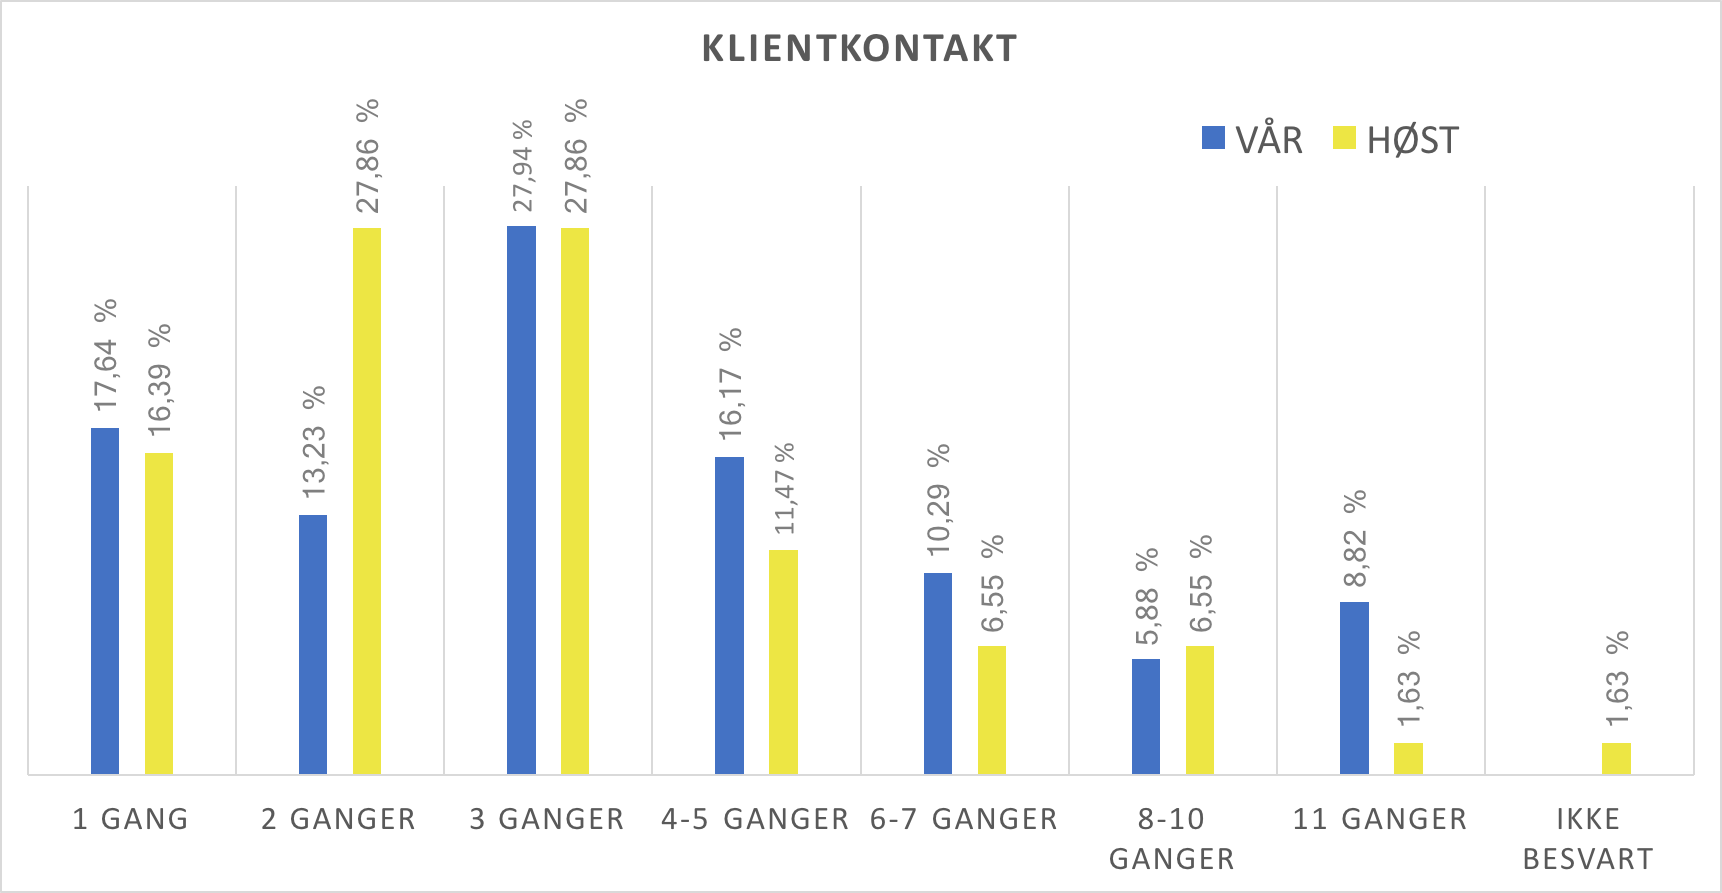 KLIENTKONTAKT
VÅR
HØST
17,64 %
16,39 %
13,23 %
27,86 %
27,94 %
27,86 %
16,17 %
11,47 %
10,29 %
6,55 %
5,88 %
6,55 %
8,82 %
1,63 %
1,63 %
1 GANG
2 GANGER
3 GANGER
4-5 GANGER
6-7 GANGER
8-10
GANGER
11 GANGER
IKKE
BESVART